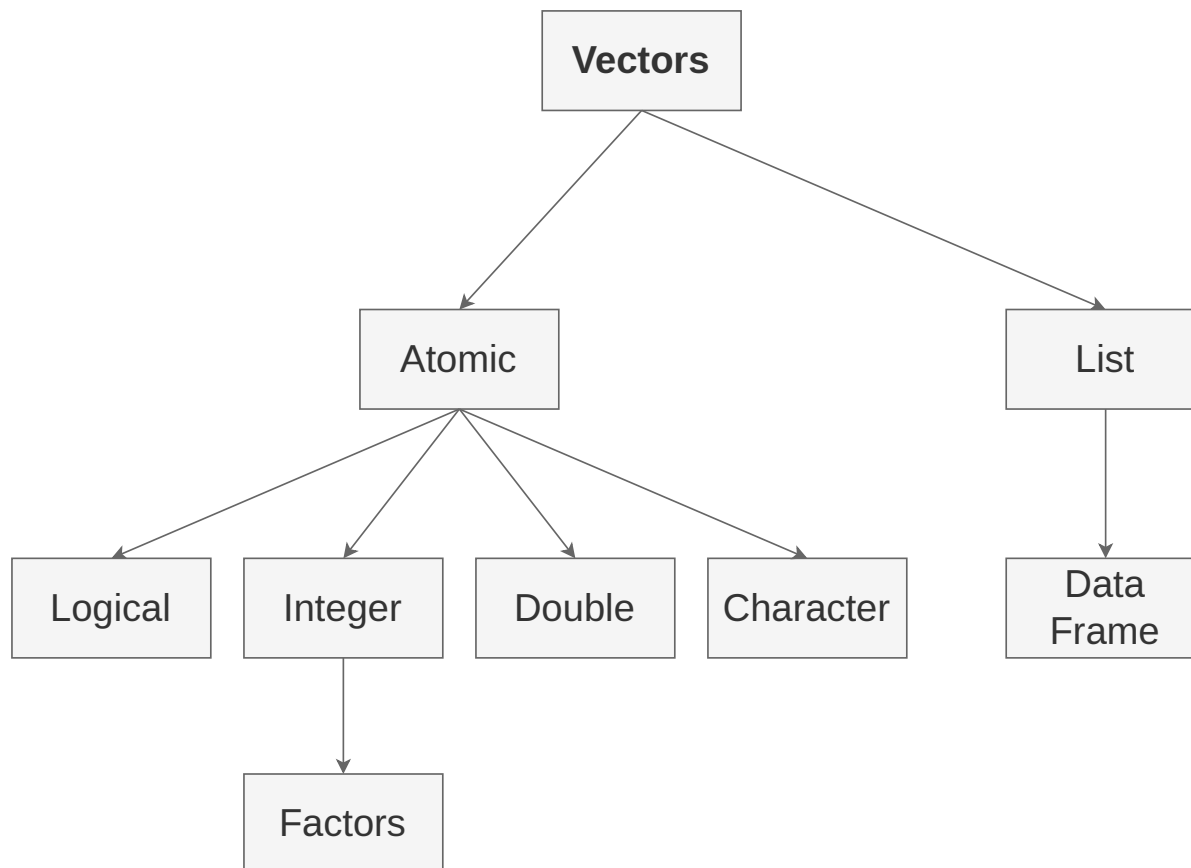 Vectors
Atomic
List
Logical
Integer
Double
Character
Data
Frame
Factors